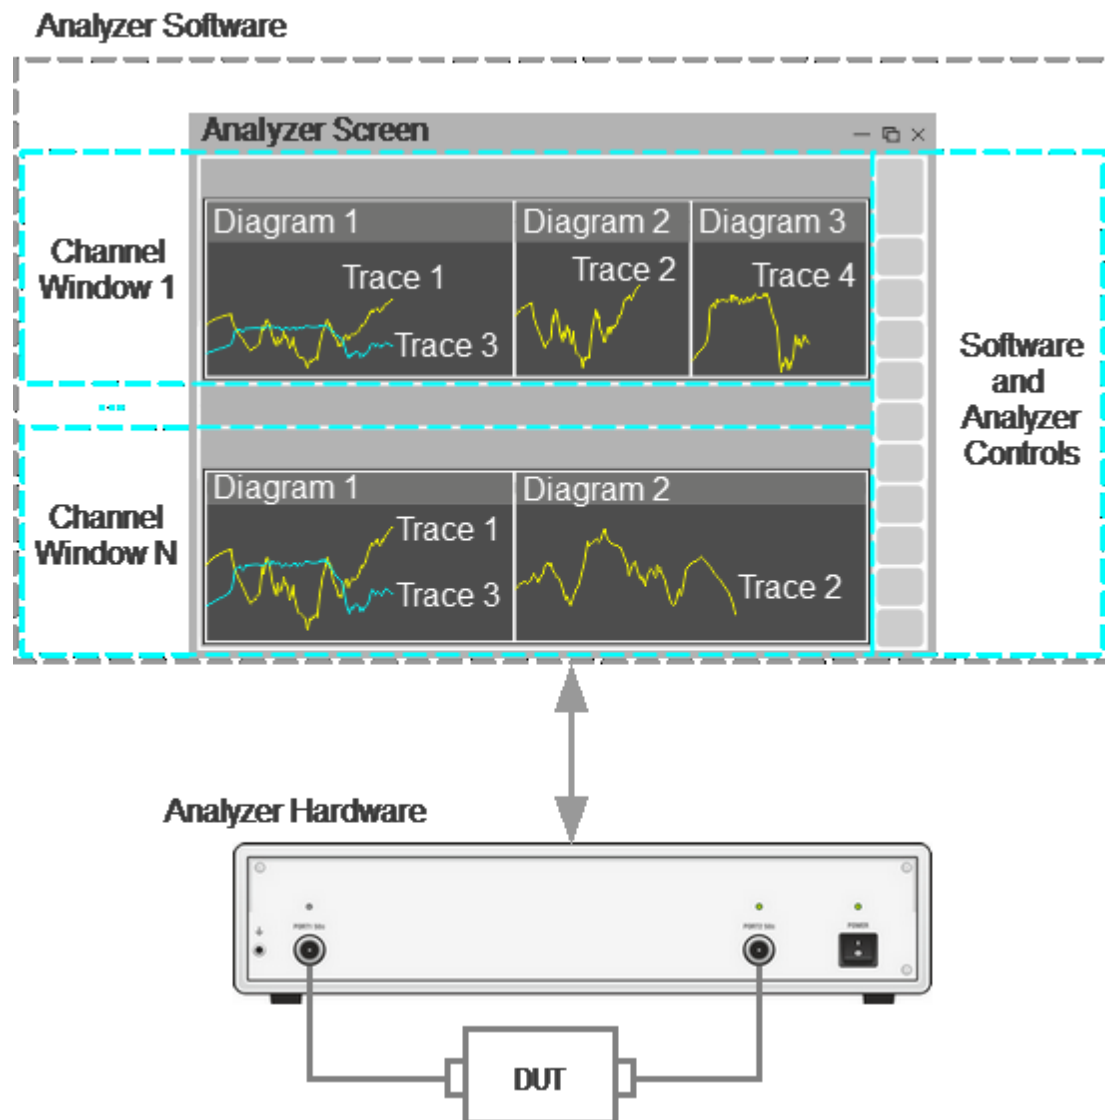 Analyzer Software
Analyzer Screen
Channel
Window 1
Diagram 1
Diagram 2
Diagram 3
Trace 1
Trace 3
Trace 2
Trace 4
...
Software
and
Analyzer
Controls
Channel
Window N
Diagram 1
Diagram 2
Trace 1
Trace 3
Trace 2
Analyzer Hardware
POWER
DUT